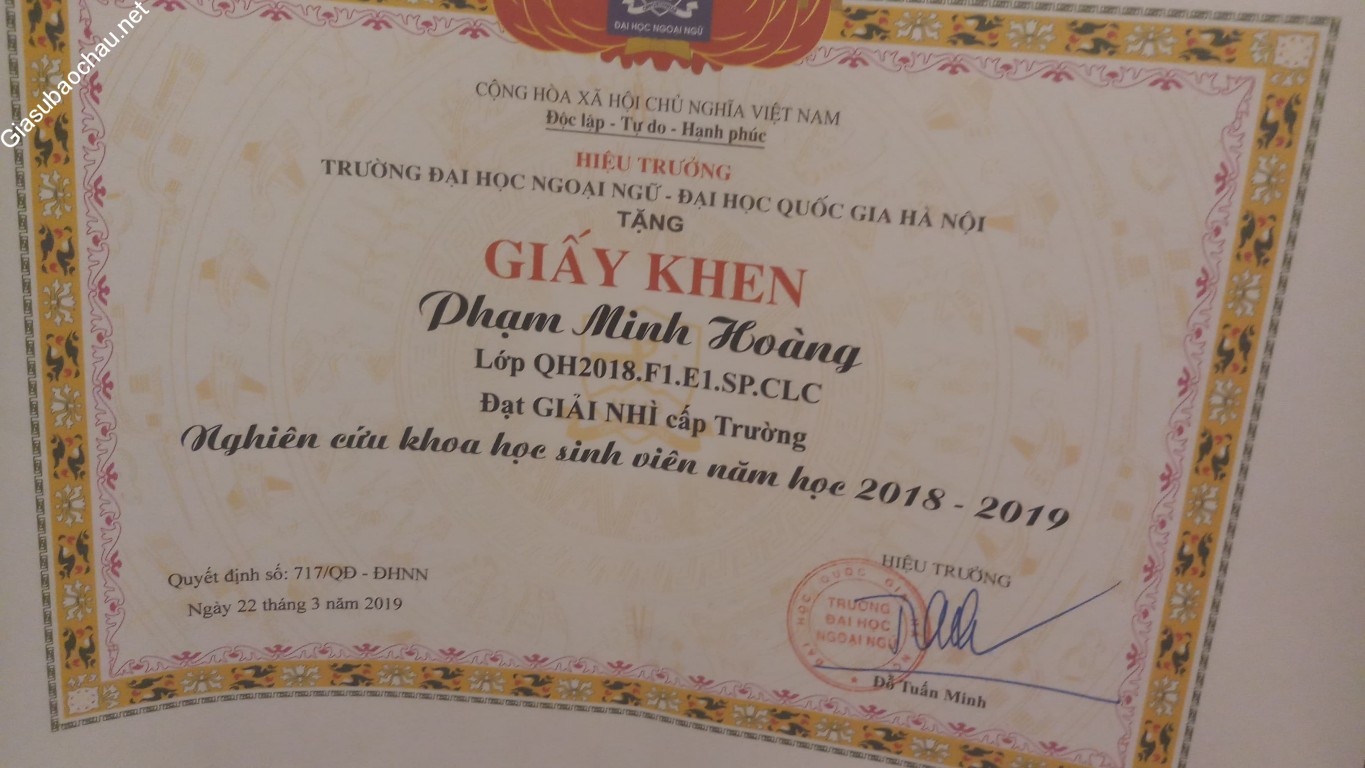 Giasubaochau.net
ĐẠI HỌC NGOẠI NGỮ
CỘNG HÒA XÃ HỘI CHỦ NGHĨA VIỆT NAM
Độc lập - Tự do - Hạnh phúc
HIỆU TRƯỞNG
TRƯỜNG ĐẠI HỌC NGOẠI NGỮ - ĐẠI HỌC QUỐC GIA HÀ NỘI
TẶNG
GIẤY KHEN
Phạm Minh Hoàng
Lớp QH2018.F1.E1.SP.CLC
Đạt GIẢI NHÌ cấp Trường
Nghiên cứu khoa học sinh viên năm học 2018 - 2019
Quyết định số: 717/QĐ - ĐHNN
Ngày 22 tháng 3 năm 2019
HIỆU TRƯỞNG
HỌC QUỐC
TRƯỜNG
ĐẠI HỌC
NGOẠI NGỮ
Đỗ Tuấn Minh